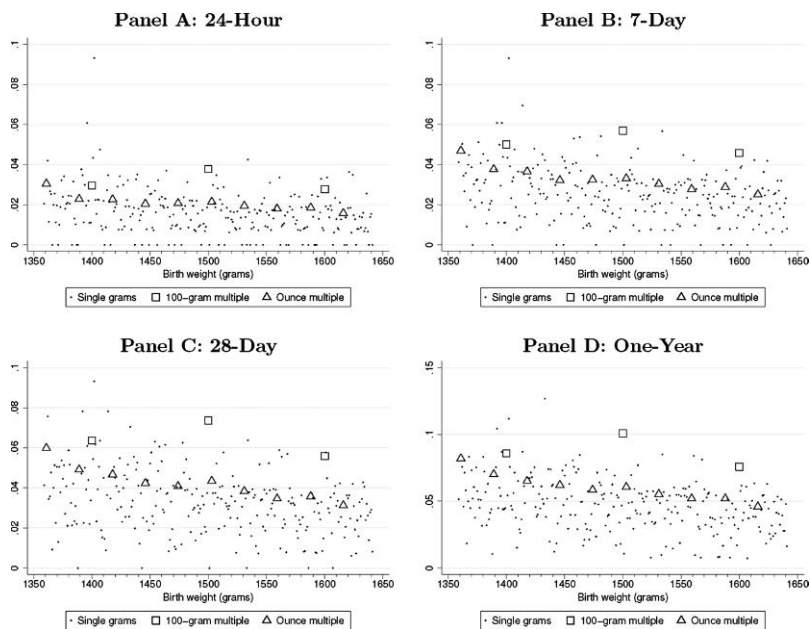 Panel A: 24-Hour
.1
.08
.06
.04
.02
0
1350 1400 1450 1500 1550 1600 1650
Birth weight (grams)
Single grams 100-gram multiple Ounce multiple
Panel B: 7-Day
.1
.08
.06
.04
.02
0
1350 1400 1450 1500 1550 1600 1650
Birth weight (grams)
Single grams 100-gram multiple Ounce multiple
Panel C: 28-Day
.1
.08
.06
.04
.02
0
1350 1400 1450 1500 1550 1600 1650
Birth weight (grams)
Single grams 100-gram multiple Ounce multiple
Panel D: One-Year
.15
.1
.05
0
1350 1400 1450 1500 1550 1600 1650
Birth weight (grams)
Single grams 100-gram multiple Ounce multiple